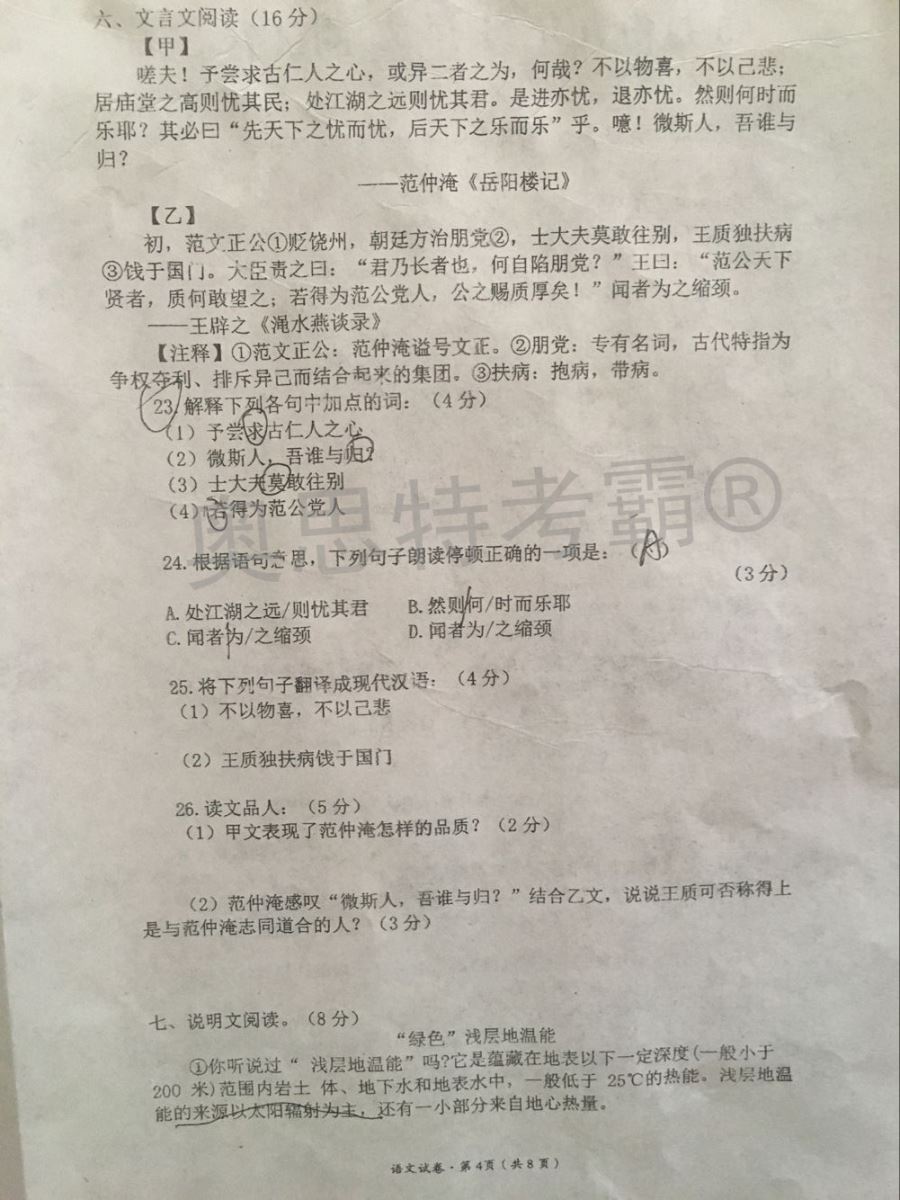 六、文言文阅读（16分）
【甲】
嗟夫！予尝求古仁人之心，或异二者之为，何哉？不以物喜，不以己悲；
居庙堂之高则忧其民；处江湖之远则忧其君。是进亦忧，退亦忧。然则何时而
乐耶？其必曰“先天下之忧而忧，后天下之乐而乐”乎。噫！微斯人，吾谁与
归？
——范仲淹《岳阳楼记》
【乙】
初，范文正公①贬饶州，朝廷方治朋党②，士大夫莫敢往别，王质独扶病
③饯于国门。大臣责之曰：“君乃长者也，何自陷朋党？”王曰：“范公天下
贤者，质何敢望之；若得为范公党人，公之赐质厚矣！”闻者为之缩颈。
——王辟之《渑水燕谈录》
【注释】①范文正公：范仲淹谥号文正。②朋党：专有名词，古代特指为
争权夺利、排斥异己而结合起来的集团。③扶病：抱病，带病。
23.解释下列各句中加点的词：（4分）
（1）予尝求古仁人之心
（2）微斯人，吾谁与归？
（3）士大夫莫敢往别
（4）若得为范公党人
24.根据语句意思，下列句子朗读停顿正确的一项是：（A）
（3分）
A.处江湖之远/则忧其君 B.然则何/时而乐耶
C.闻者为/之缩颈 D.闻者为/之缩颈
25.将下列句子翻译成现代汉语：（4分）
（1）不以物喜，不以己悲
（2）王质独扶病饯于国门
26.读文品人：（5分）
（1）甲文表现了范仲淹怎样的品质？（2分）
（2）范仲淹感叹“微斯人，吾谁与归？”结合乙文，说说王质可否称得上
是与范仲淹志同道合的人？（3分）
七、说明文阅读。（8分）
“绿色”浅层地温能
①你听说过“ 浅层地温能”吗?它是蕴藏在地表以下一定深度(一般小于
200 米)范围内岩土 体、地下水和地表水中，一般低于 25℃的热能。浅层地温
能的来源以太阳辐射为主，还有一小部分来自地心热量。
语文试卷·第4页（共8页）
奥思特考霸®